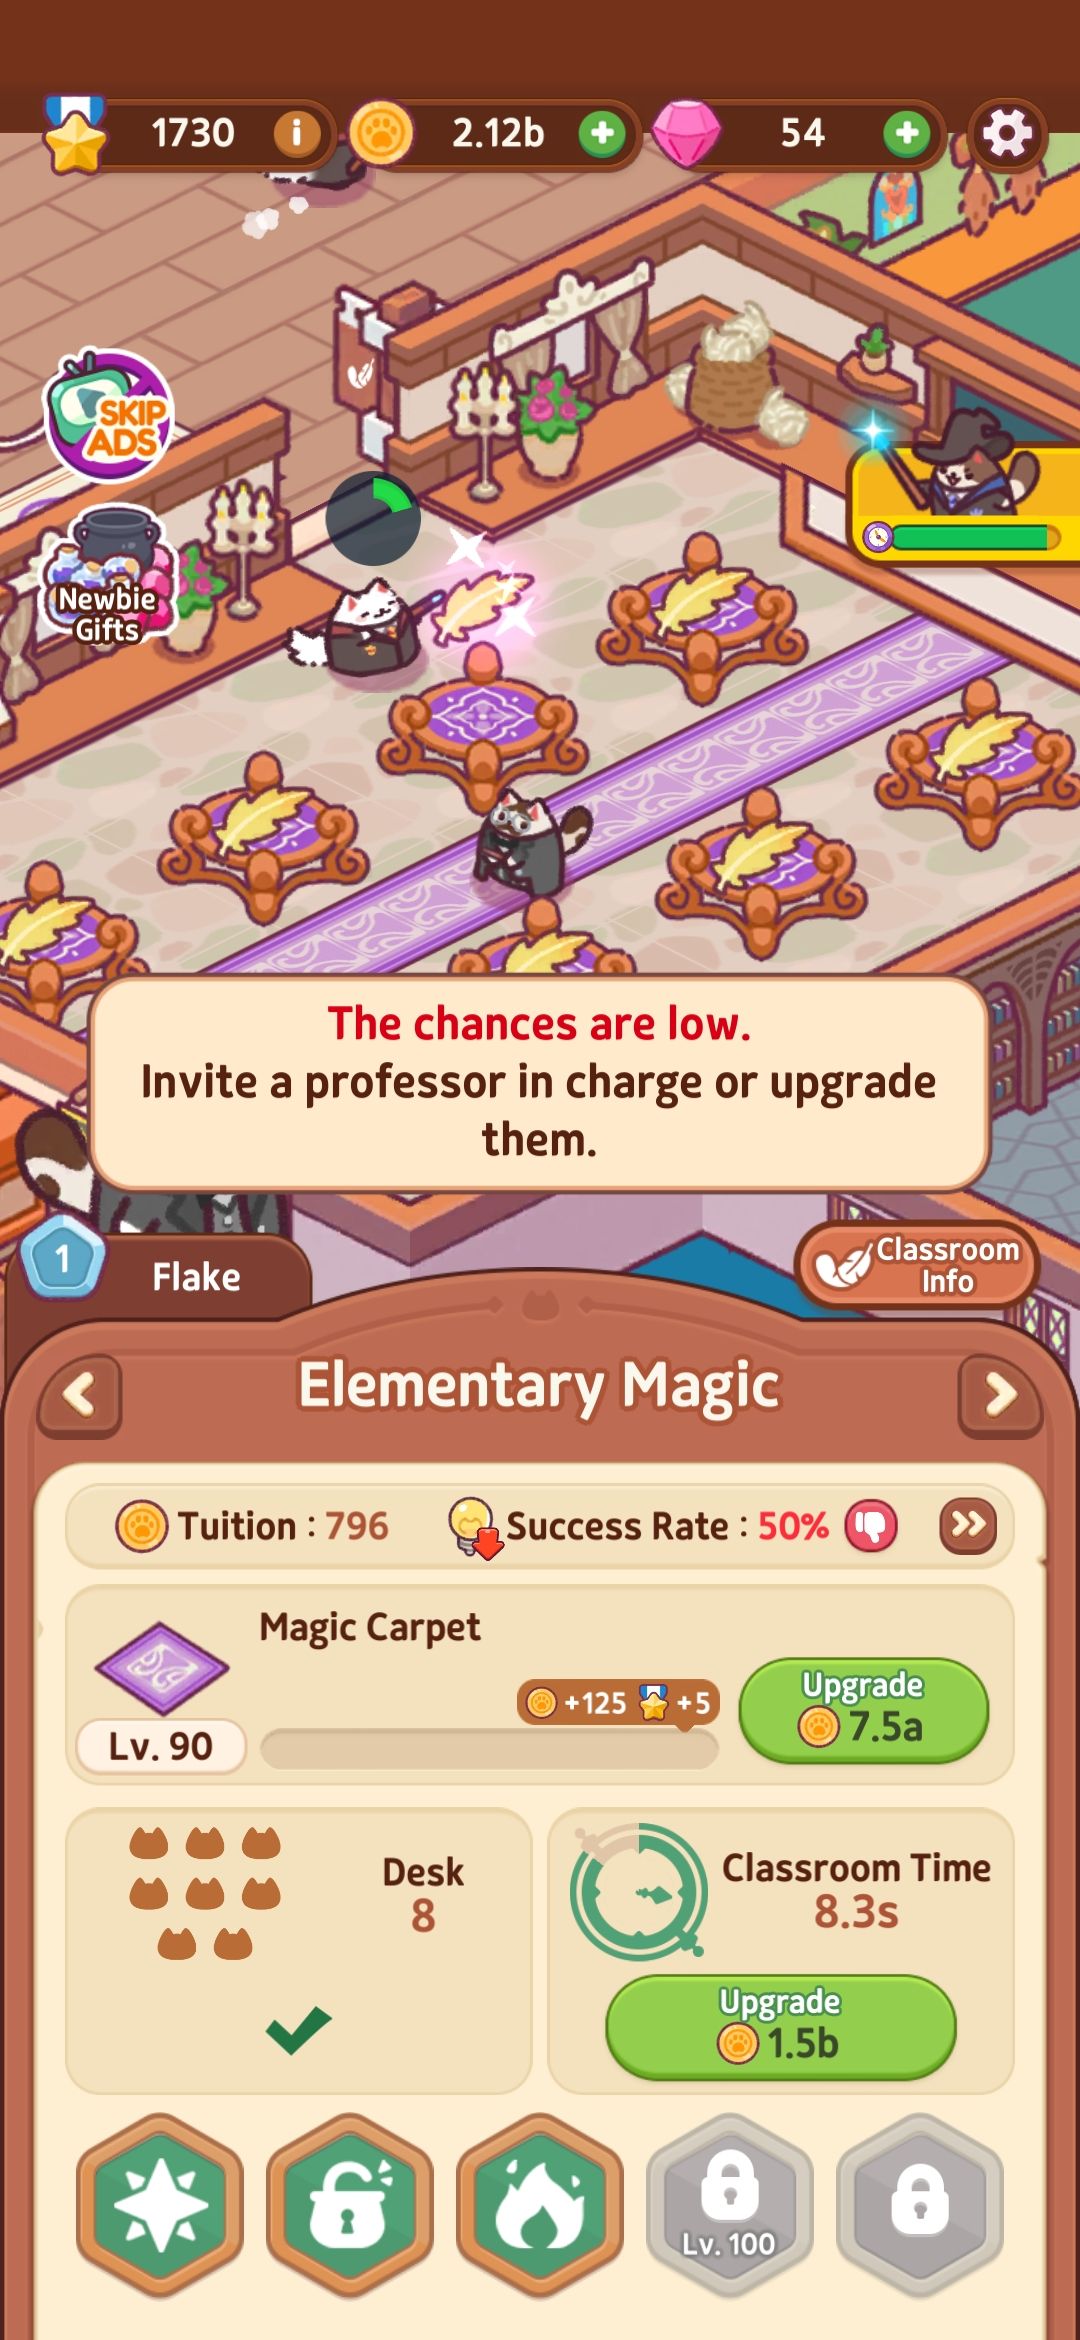 1730
2.12b
54
SKIP
ADS
Newbie
Gifts
The chances are low.
Invite a professor in charge or upgrade
them.
1
Flake
Classroom
Info
Elementary Magic
Tuition : 796
Success Rate : 50%
Magic Carpet
+125 +5
Upgrade
7.5a
Lv. 90
Desk
8
Classroom Time
8.3s
Upgrade
1.5b
Lv. 100